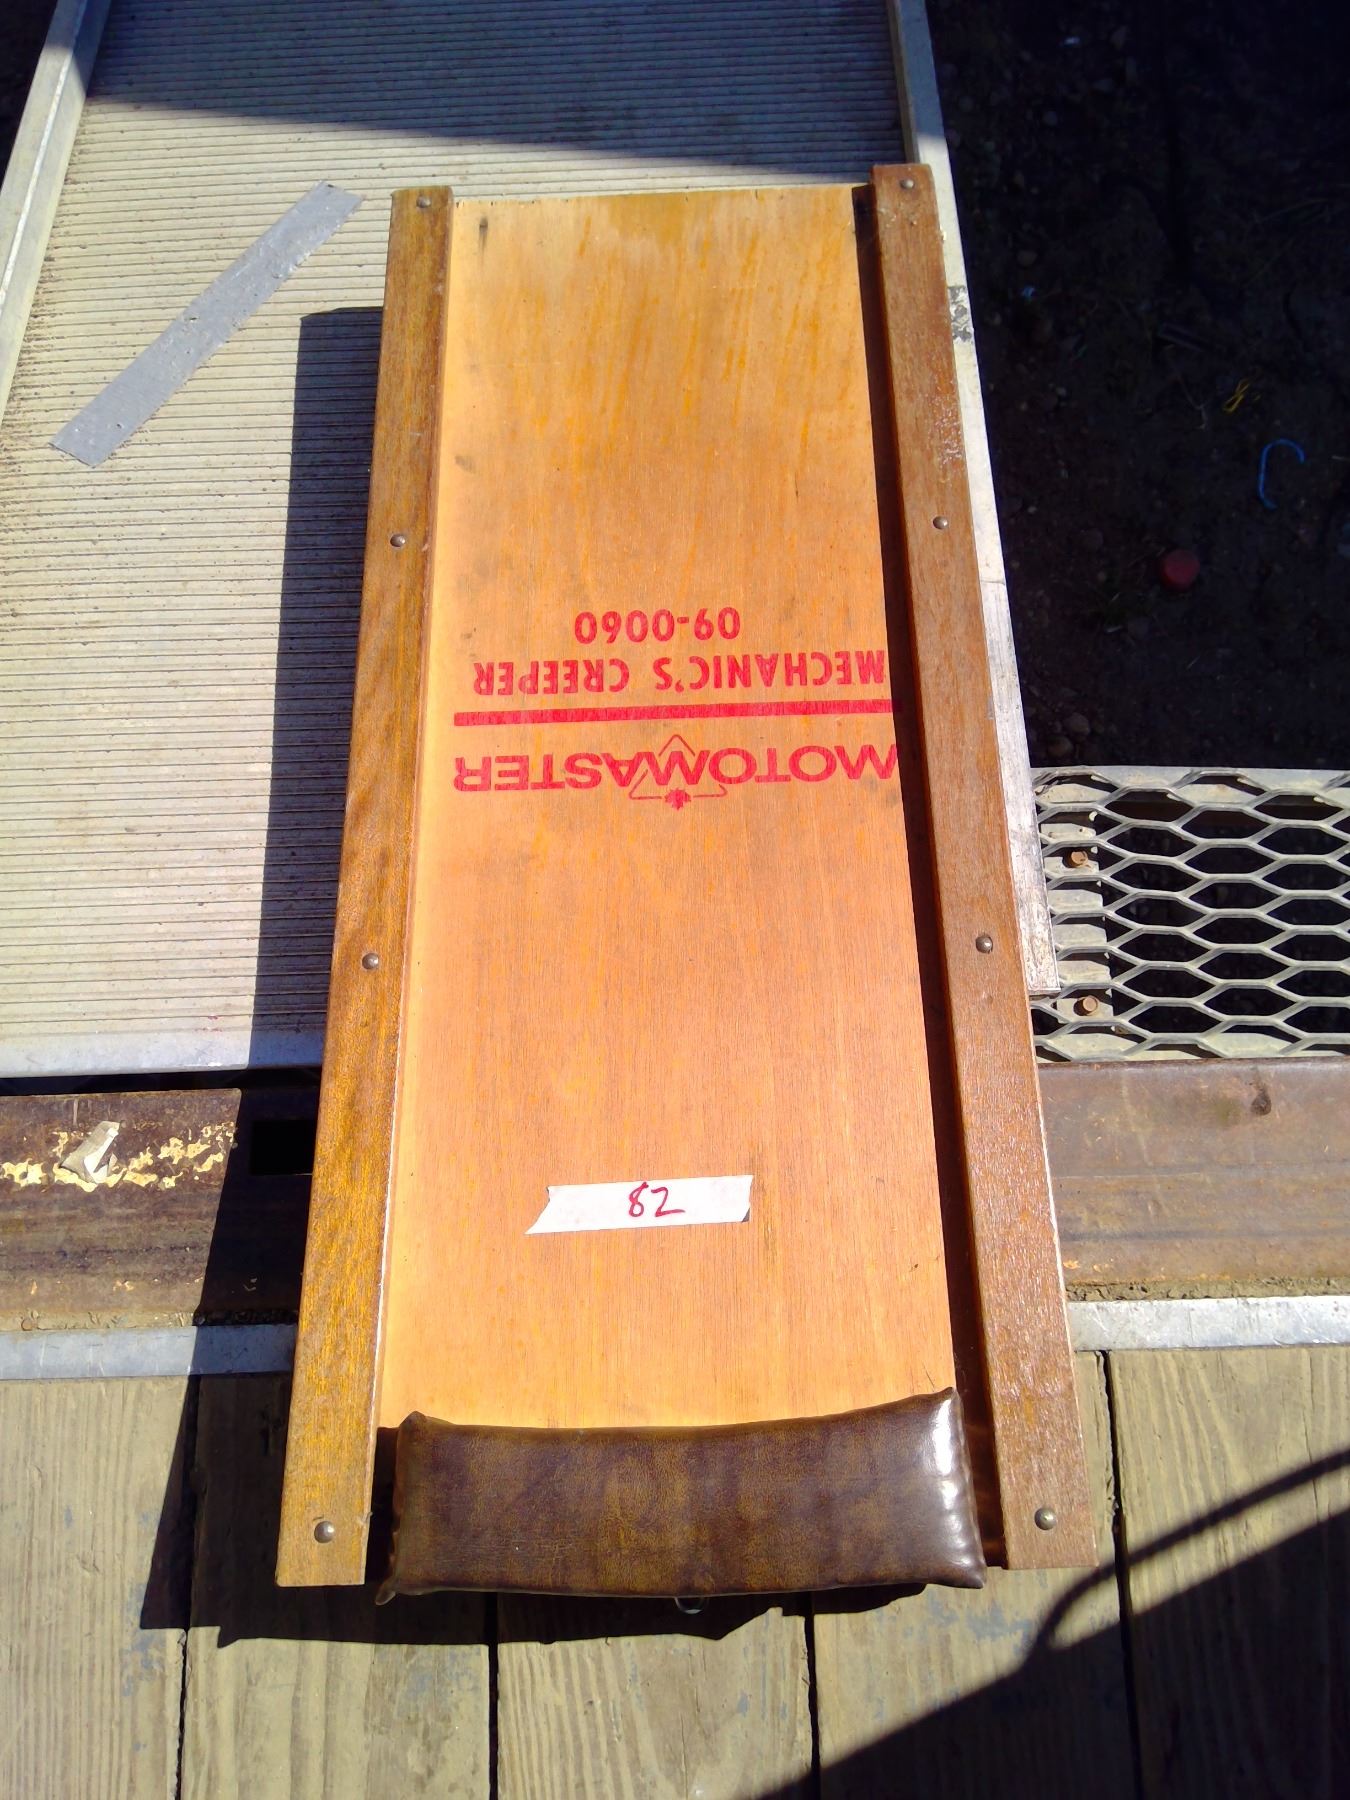 MOTOMASTER
MECHANIC'S CREEPER
09-0060
82